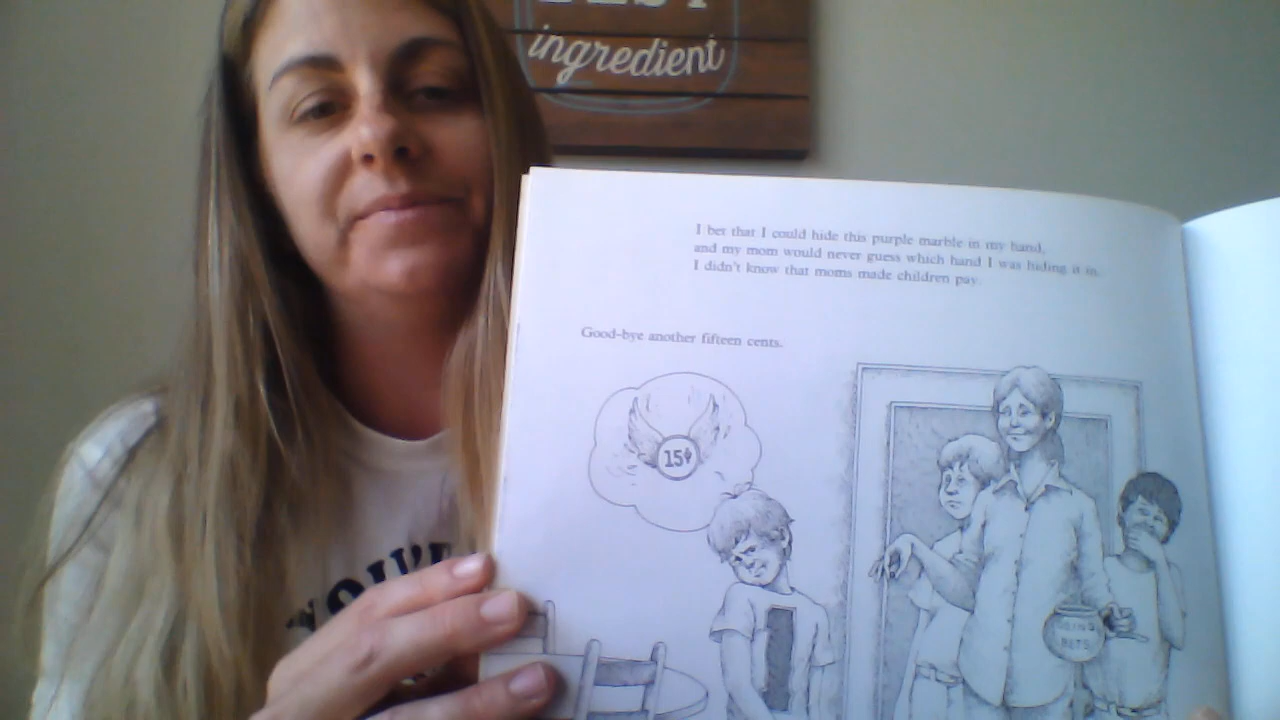 ingredient
I bet that I could hide this purple marble in my hand,
and my mom would never guess which hand I was hiding it in.
I didn't know that moms made children pay.
Good-bye another fifteen cents.
15¢